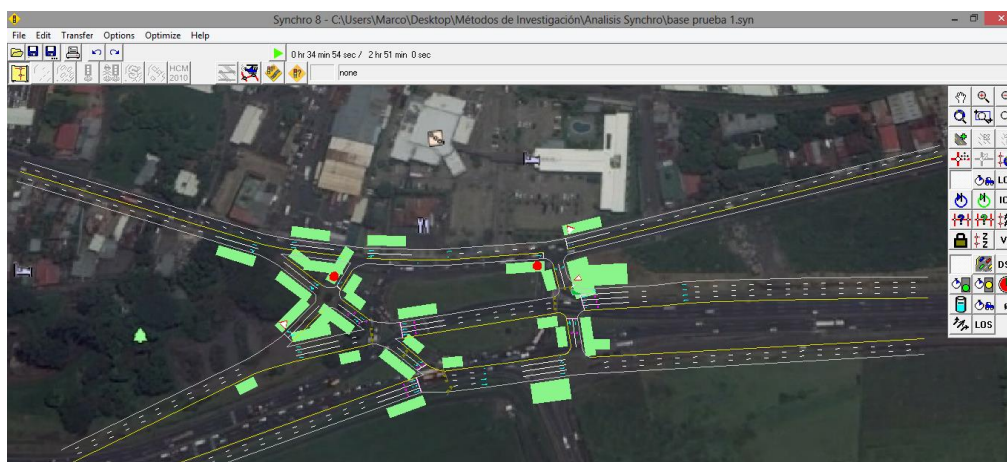 Synchro 8 - C:\Users\Marco\Desktop\Métodos de Investigación\Analisis Synchro\base prueba 1.syn
File Edit Transfer Options Optimize Help
0 hr 34 min 54 sec / 2 hr 51 min 0 sec
HCM
2010
none
LOS